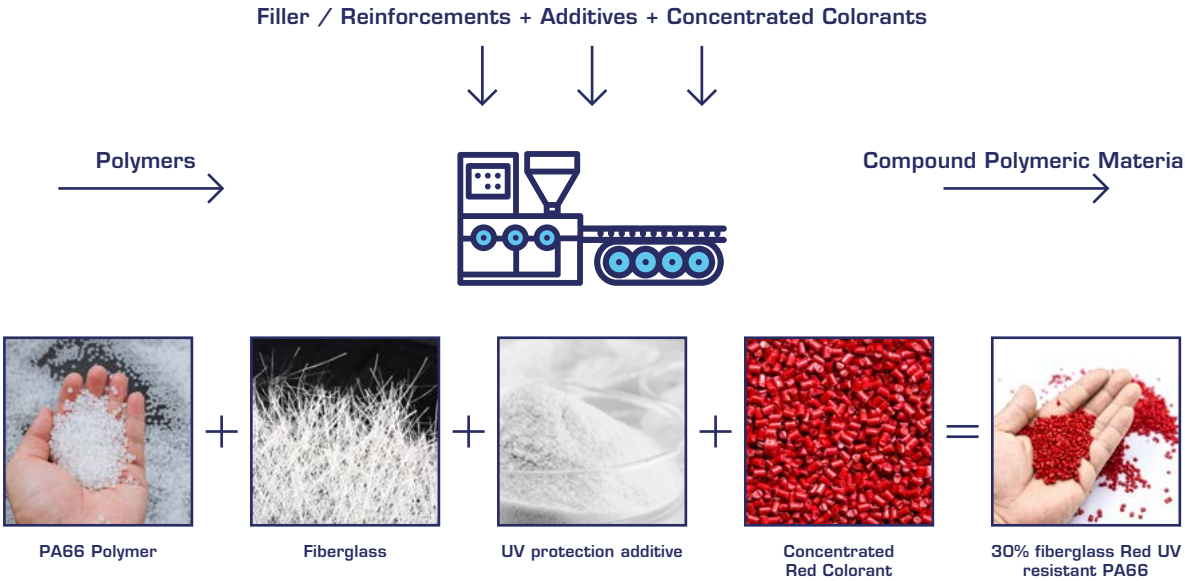 Filler / Reinforcements + Additives + Concentrated Colorants
Polymers
Compound Polymeric Materia
+ + + =
PA66 Polymer
Fiberglass
UV protection additive
Concentrated
Red Colorant
30% fiberglass Red UV
resistant PA66